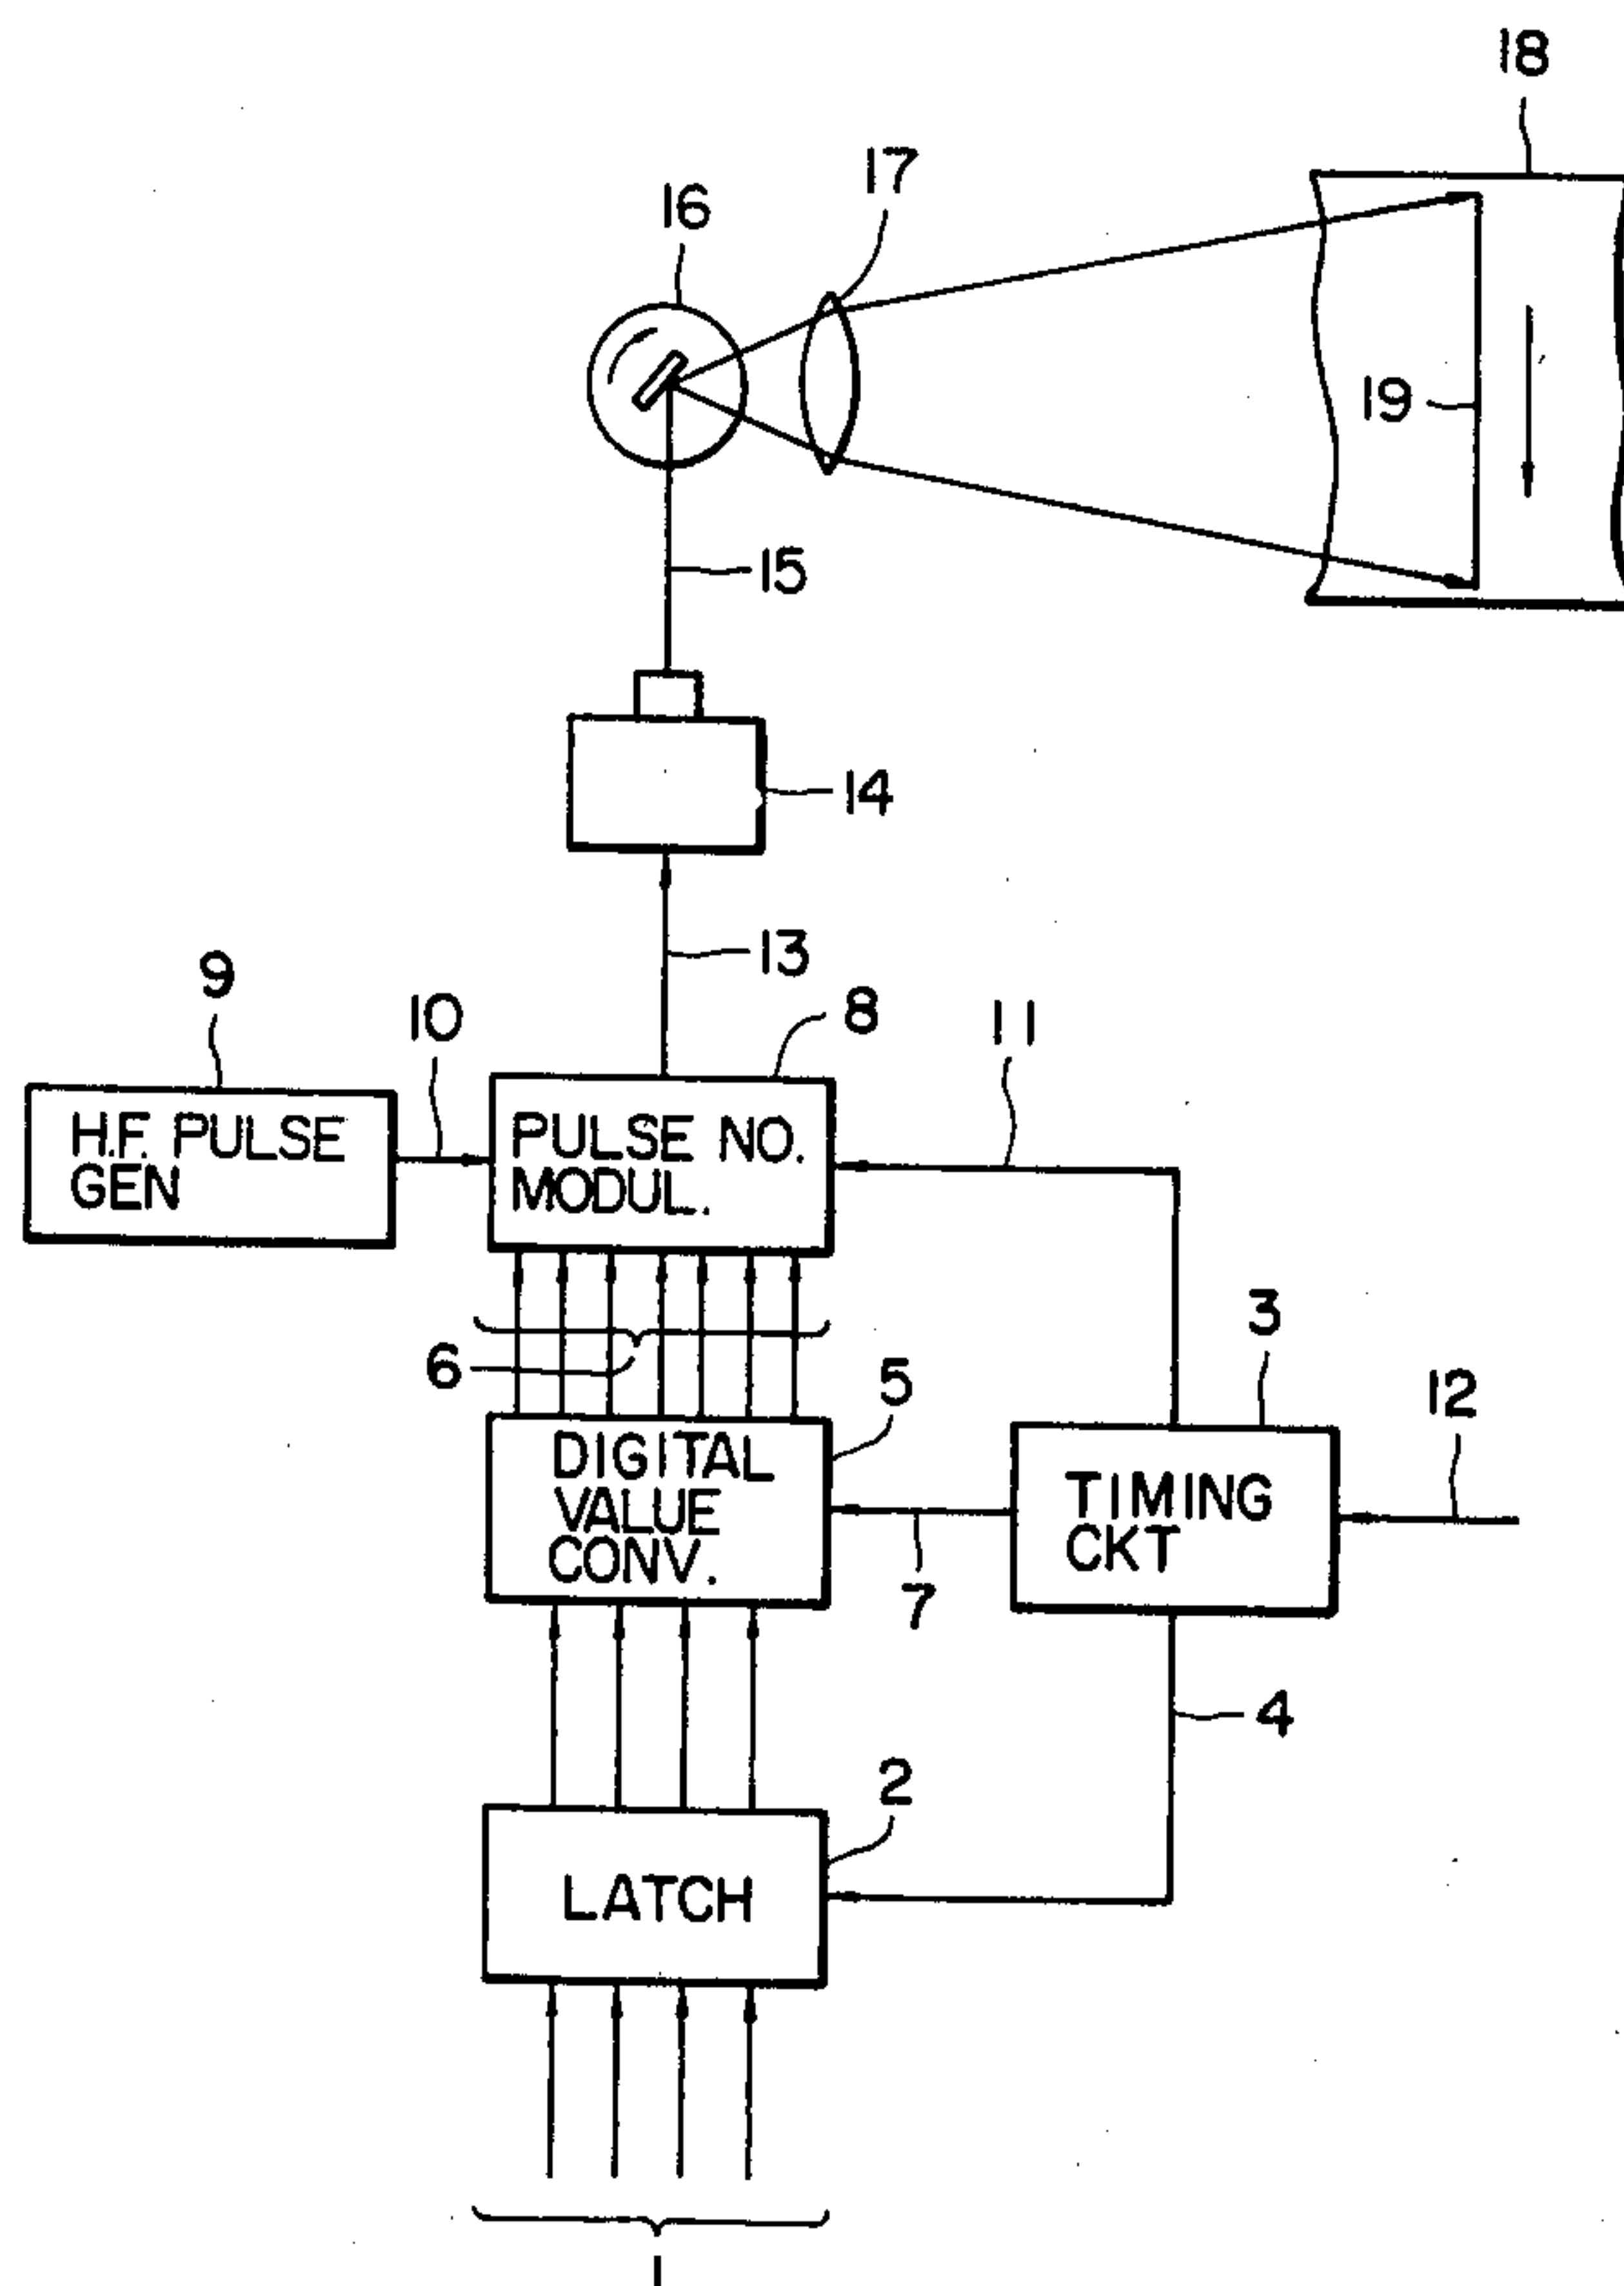 18
17
16
19
15
14
13
9
10
8
11
H.F. PULSE
GEN
PULSE NO.
MODUL.
3
6
5
12
DIGITAL
VALUE
CONV.
TIMING
CKT
7
4
2
LATCH
1